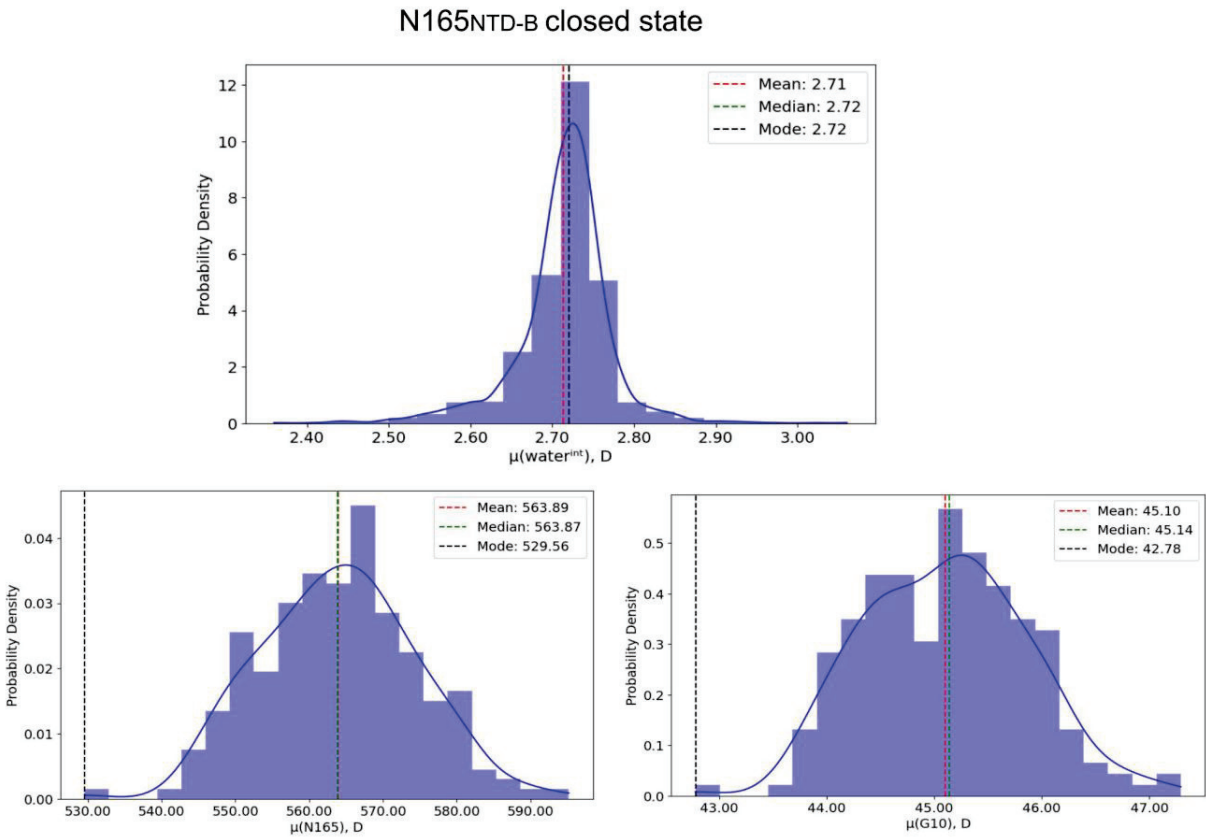 N165NTD-B closed state
Mean: 2.71
Median: 2.72
Mode: 2.72
12
10
8
6
4
2
0
Probability Density
2.40 2.50 2.60 2.70 2.80 2.90 3.00
μ(waterⁱⁿᵗ), D
Mean: 563.89
Median: 563.87
Mode: 529.56
0.04
0.03
0.02
0.01
0.00
Probability Density
530.00 540.00 550.00 560.00 570.00 580.00 590.00
μ(N165), D
Mean: 45.10
Median: 45.14
Mode: 42.78
0.5
0.4
0.3
0.2
0.1
0.0
Probability Density
43.00 44.00 45.00 46.00 47.00
μ(G10), D